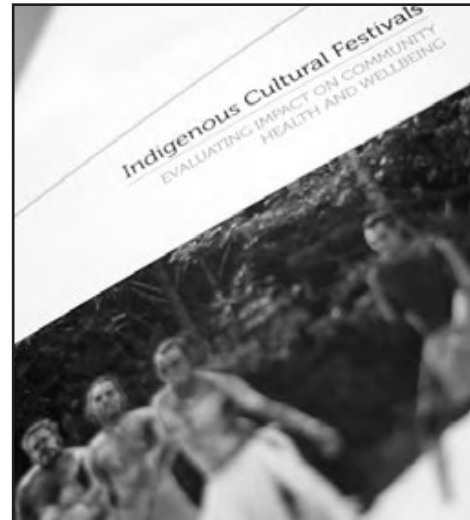 Indigenous Cultural Festivals
EVALUATING IMPACT ON COMMUNITY
HEALTH AND WELLBEING